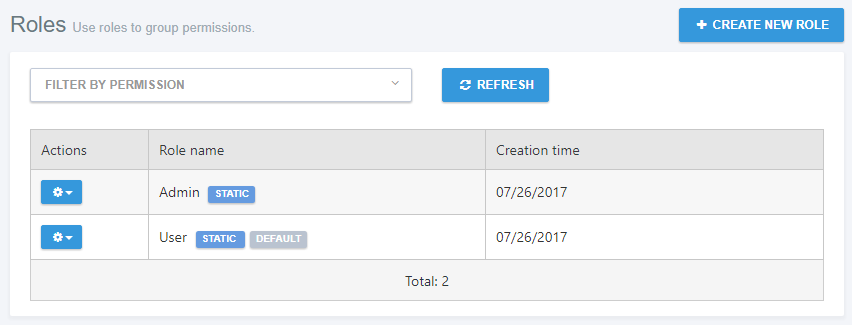 Roles Use roles to group permissions.
CREATE NEW ROLE
FILTER BY PERMISSION
REFRESH
Actions Role name Creation time
Admin STATIC 07/26/2017
User STATIC DEFAULT 07/26/2017
Total: 2